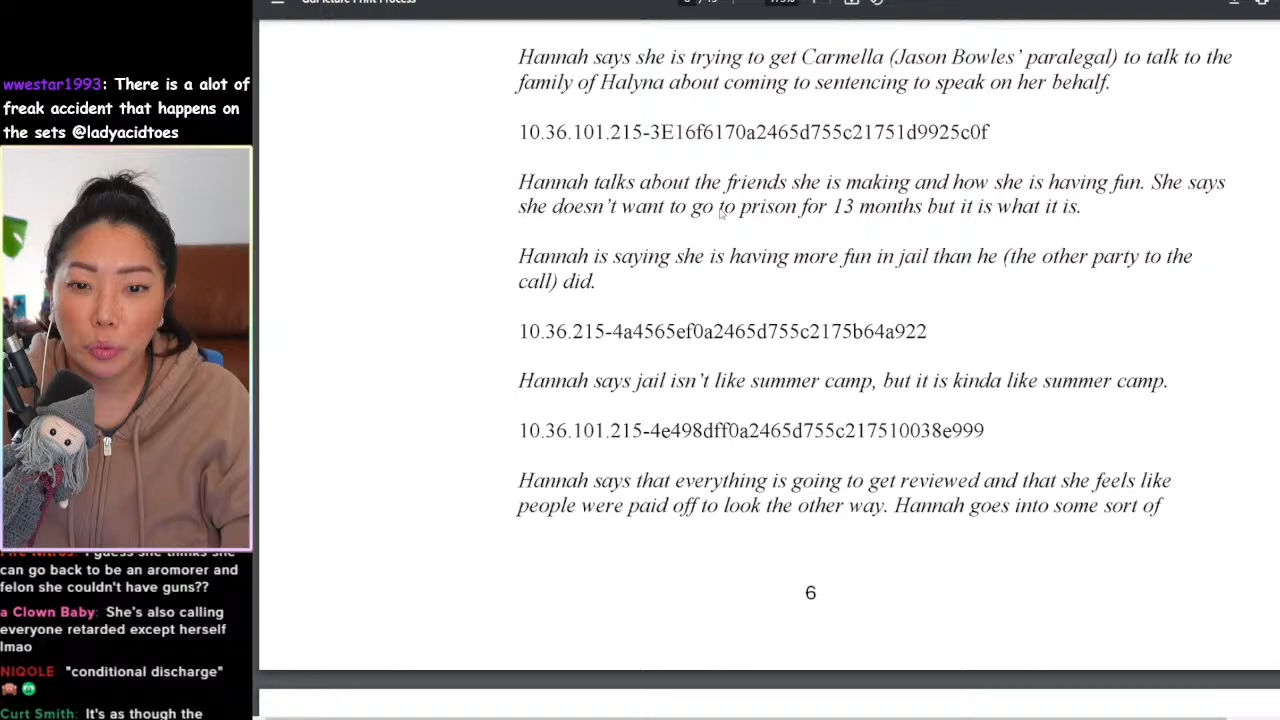 wwestar1993: There is a alot of
freak accident that happens on
the sets @ladyacidtoes
can go back to be an aromorer and
felon she couldn't have guns??
a Clown Baby: She's also calling
everyone retarded except herself
lmao
NIQOLE "conditional discharge"
Curt Smith: It's as though the
Hannah says she is trying to get Carmella (Jason Bowles' paralegal) to talk to the
family of Halyna about coming to sentencing to speak on her behalf.
10.36.101.215-3E16f6170a2465d755c21751d9925c0f
Hannah talks about the friends she is making and how she is having fun. She says
she doesn't want to go to prison for 13 months but it is what it is.
Hannah is saying she is having more fun in jail than he (the other party to the
call) did.
10.36.215-4a4565ef0a2465d755c2175b64a922
Hannah says jail isn't like summer camp, but it is kinda like summer camp.
10.36.101.215-4e498dff0a2465d755c217510038e999
Hannah says that everything is going to get reviewed and that she feels like
people were paid off to look the other way. Hannah goes into some sort of
6